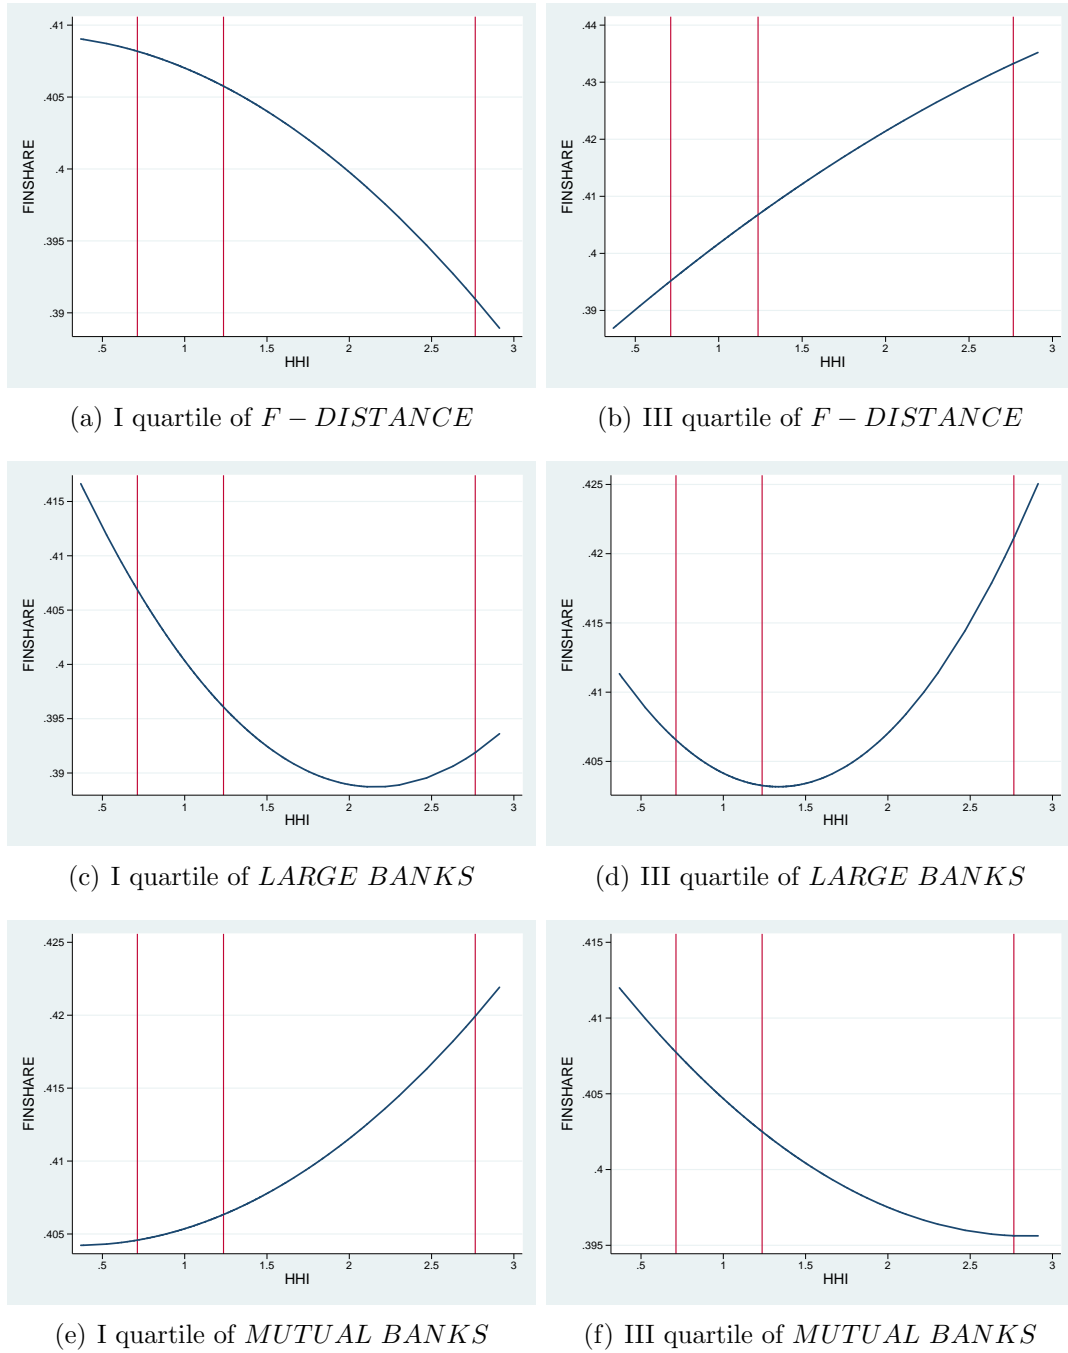 .41
.405
.4
.395
.39
FINSHARE
.5 1 1.5 2 2.5 3
HHI
(a) I quartile of F − DISTANCE
.44
.43
.42
.41
.4
.39
FINSHARE
.5 1 1.5 2 2.5 3
HHI
(b) III quartile of F − DISTANCE
.415
.41
.405
.4
.395
.39
FINSHARE
.5 1 1.5 2 2.5 3
HHI
(c) I quartile of LARGE BANKS
.425
.42
.415
.41
.405
FINSHARE
.5 1 1.5 2 2.5 3
HHI
(d) III quartile of LARGE BANKS
.425
.42
.415
.41
.405
FINSHARE
.5 1 1.5 2 2.5 3
HHI
(e) I quartile of MUTUAL BANKS
.415
.41
.405
.4
.395
FINSHARE
.5 1 1.5 2 2.5 3
HHI
(f) III quartile of MUTUAL BANKS